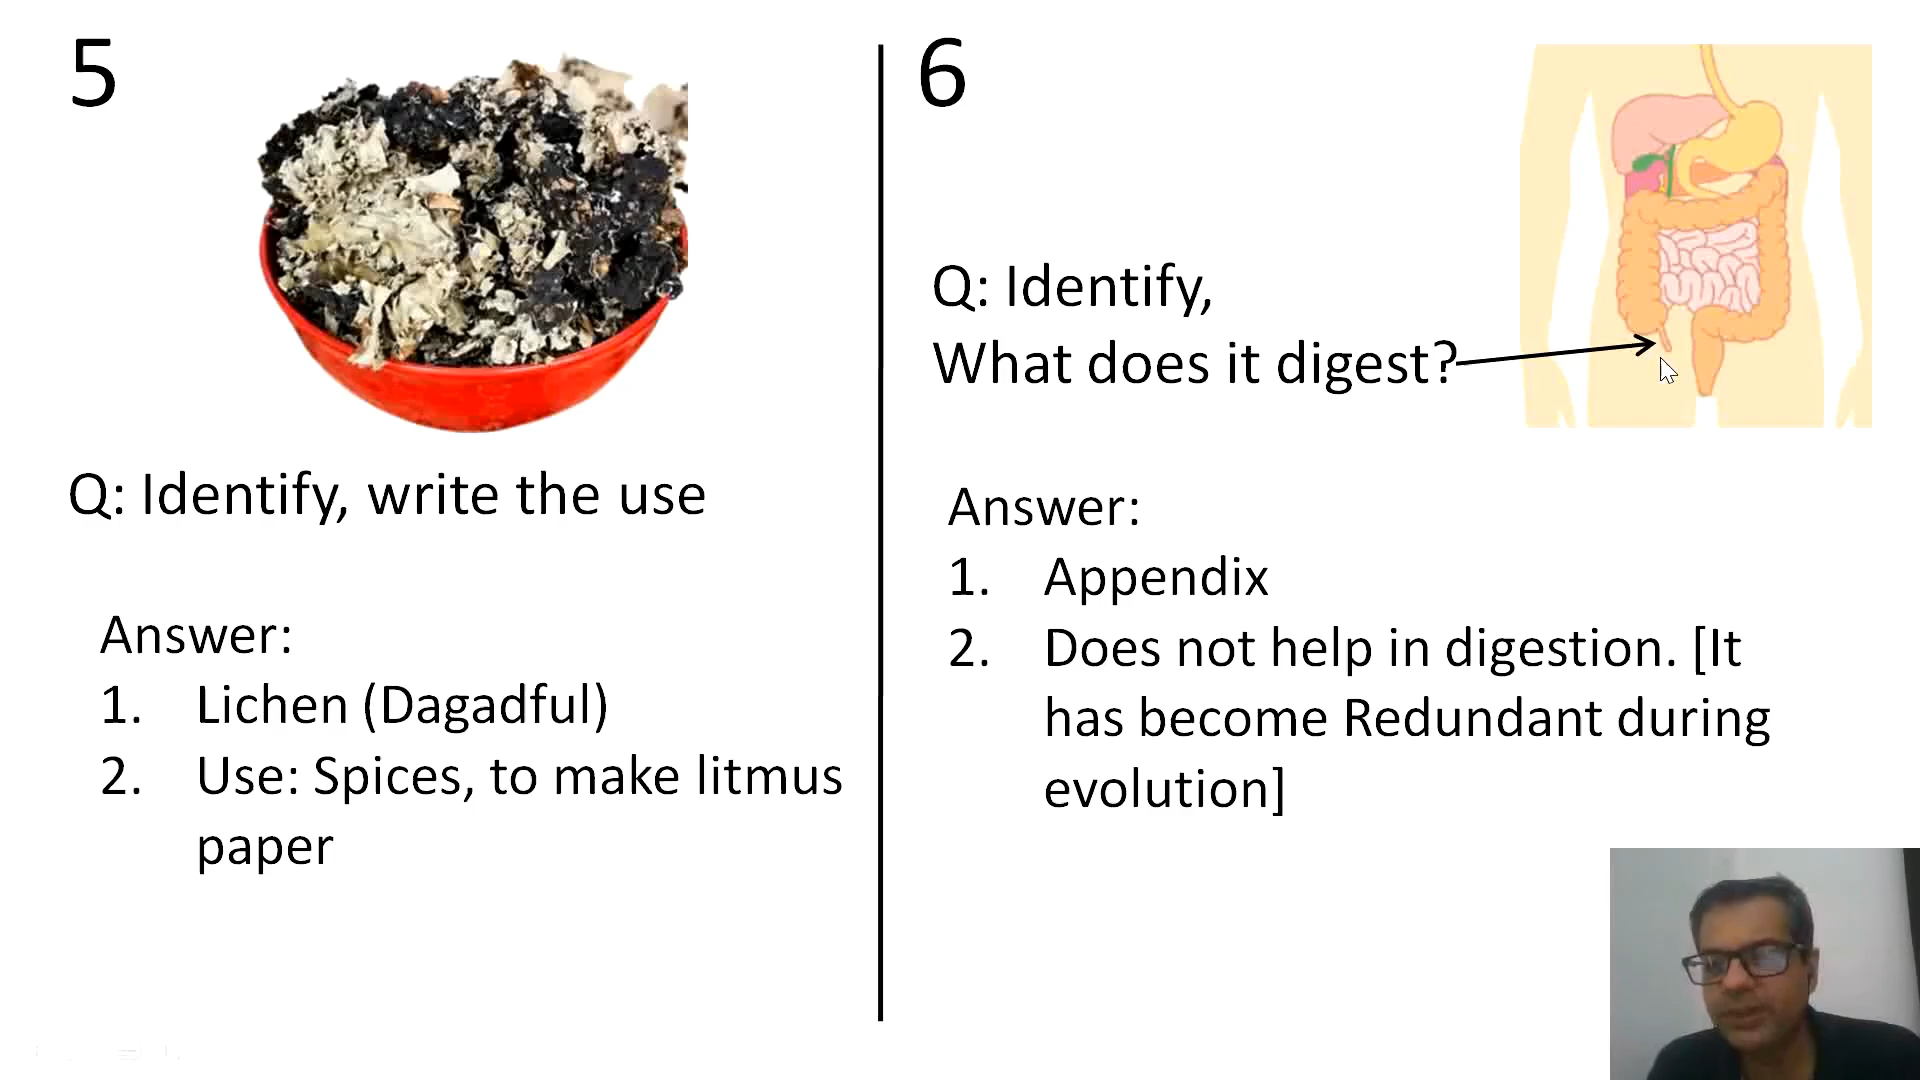 5
Q: Identify, write the use
Answer:
1. Lichen (Dagadful)
2. Use: Spices, to make litmus
paper
6
Q: Identify,
What does it digest?
Answer:
1. Appendix
2. Does not help in digestion. [It
has become Redundant during
evolution]